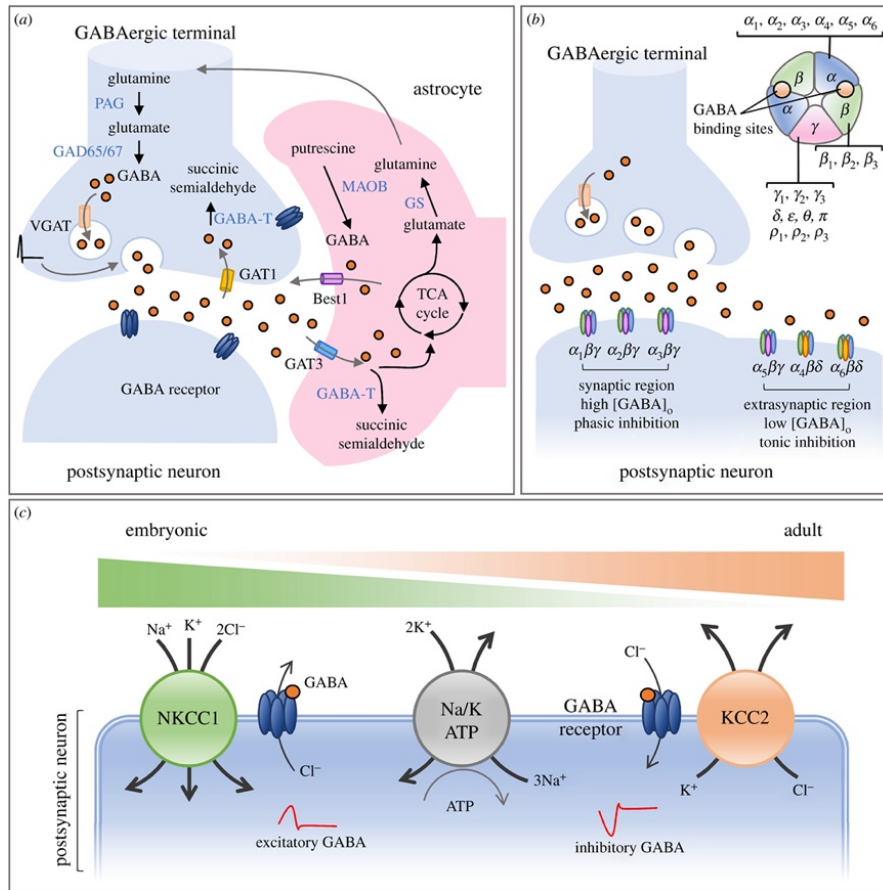 (a)
GABAergic terminal
glutamine
PAG
glutamate
GAD65/67
GABA
VGAT
succinic
semialdehyde
GABA-T
GAT1
astrocyte
putrescine
MAOB
GABA
glutamine
GS
glutamate
Best1
TCA
cycle
GAT3
GABA-T
succinic
semialdehyde
GABA receptor
postsynaptic neuron
(b)
GABAergic terminal
α1, α2, α3, α4, α5, α6
β
α
α
β
γ
GABA
binding sites
β1, β2, β3
γ1, γ2, γ3
δ, ε, θ, π
ρ1, ρ2, ρ3
α1βγ α2βγ α3βγ
synaptic region
high [GABA]o
phasic inhibition
α5βγ α4βδ α6βδ
extrasynaptic region
low [GABA]o
tonic inhibition
postsynaptic neuron
(c)
embryonic
adult
Na+ K+ 2Cl−
NKCC1
GABA
Cl−
excitatory GABA
2K+
Na/K
ATP
3Na+
ATP
Cl−
GABA
receptor
inhibitory GABA
KCC2
K+
Cl−
postsynaptic neuron